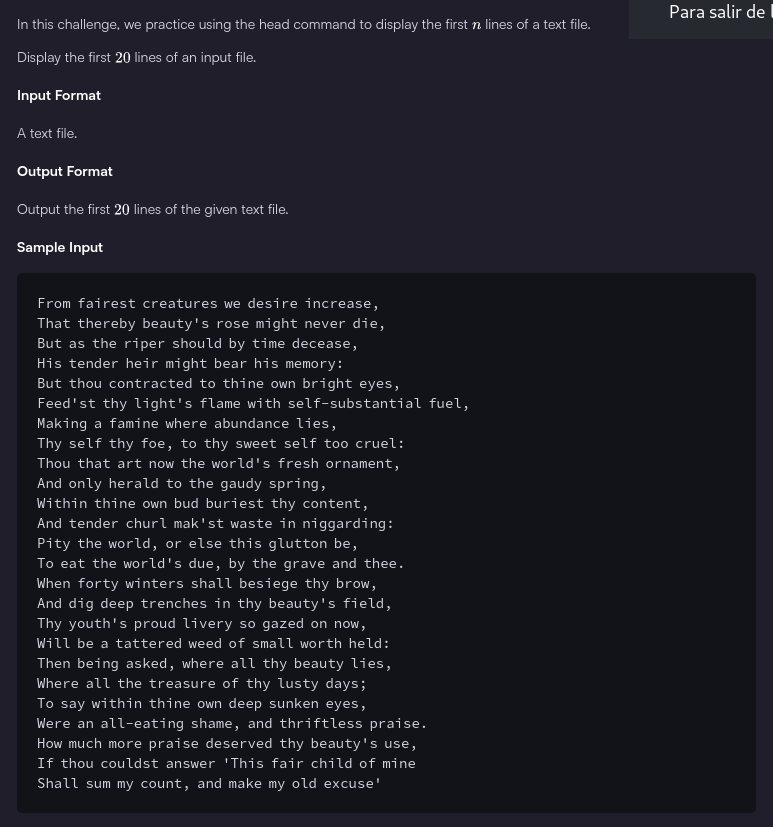 Para salir de l
In this challenge, we practice using the head command to display the first n lines of a text file.
Display the first 20 lines of an input file.
Input Format
A text file.
Output Format
Output the first 20 lines of the given text file.
Sample Input
From fairest creatures we desire increase,
That thereby beauty's rose might never die,
But as the riper should by time decease,
His tender heir might bear his memory:
But thou contracted to thine own bright eyes,
Feed'st thy light's flame with self-substantial fuel,
Making a famine where abundance lies,
Thy self thy foe, to thy sweet self too cruel:
Thou that art now the world's fresh ornament,
And only herald to the gaudy spring,
Within thine own bud buriest thy content,
And tender churl mak'st waste in niggarding:
Pity the world, or else this glutton be,
To eat the world's due, by the grave and thee.
When forty winters shall besiege thy brow,
And dig deep trenches in thy beauty's field,
Thy youth's proud livery so gazed on now,
Will be a tattered weed of small worth held:
Then being asked, where all thy beauty lies,
Where all the treasure of thy lusty days;
To say within thine own deep sunken eyes,
Were an all-eating shame, and thriftless praise.
How much more praise deserved thy beauty's use,
If thou couldst answer 'This fair child of mine
Shall sum my count, and make my old excuse'